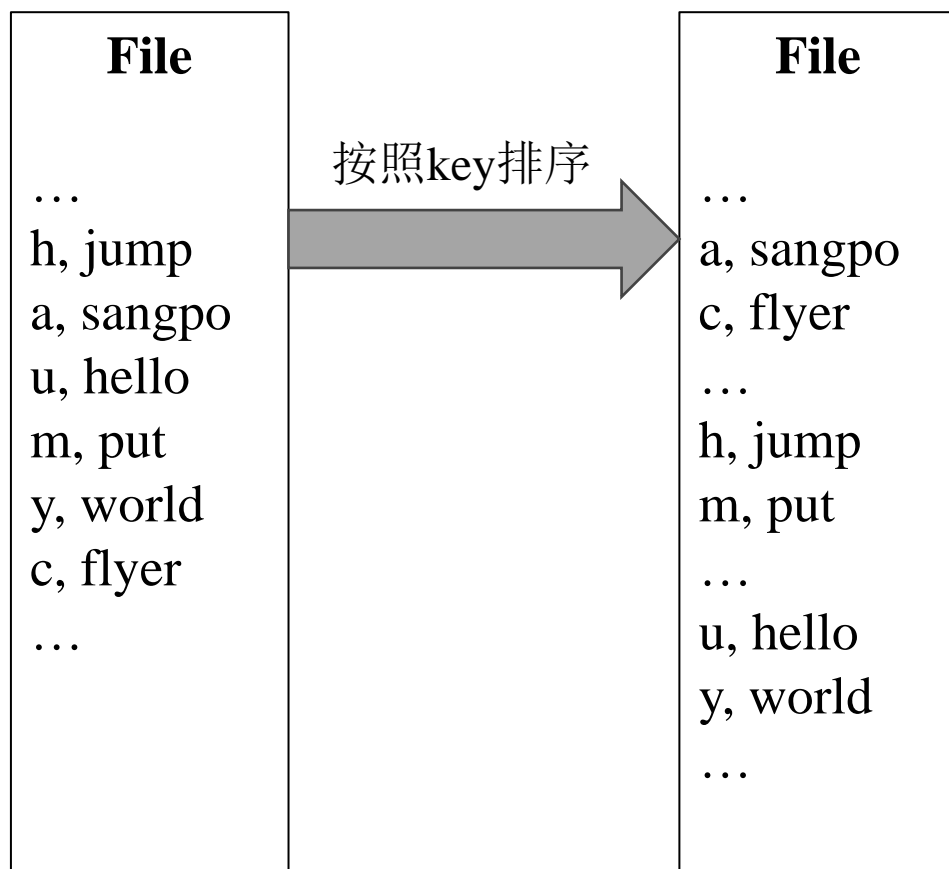 File
…
h, jump
a, sangpo
u, hello
m, put
y, world
c, flyer
…
按照key排序
File
…
a, sangpo
c, flyer
…
h, jump
m, put
…
u, hello
y, world
…